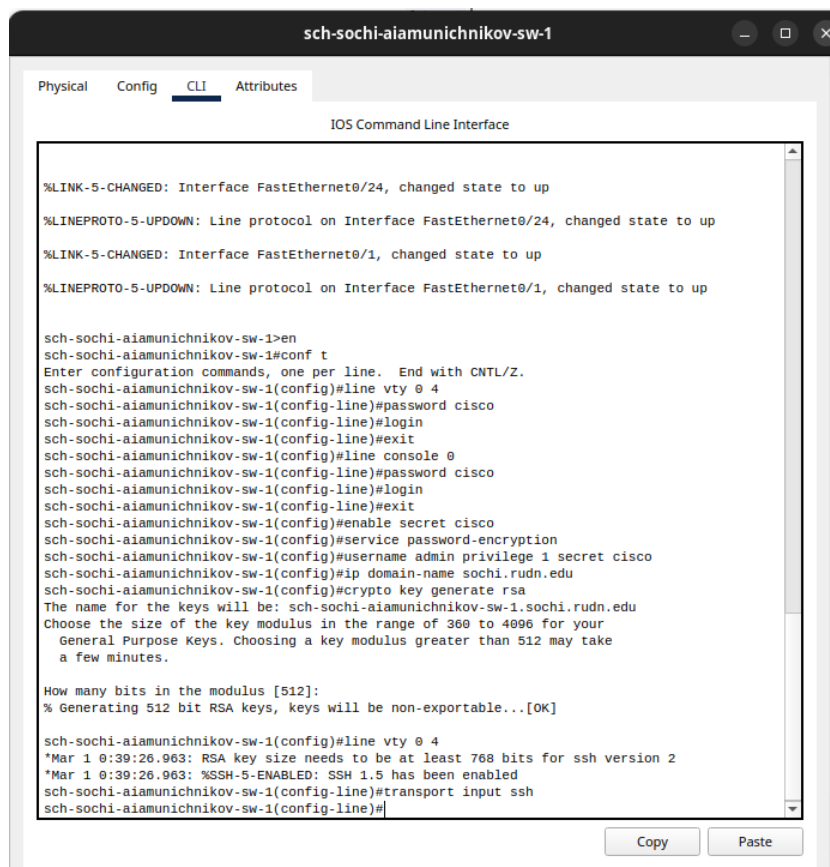 sch-sochi-aiamunichnikov-sw-1
Physical Config CLI Attributes
IOS Command Line Interface
%LINK-5-CHANGED: Interface FastEthernet0/24, changed state to up
%LINEPROTO-5-UPDOWN: Line protocol on Interface FastEthernet0/24, changed state to up
%LINK-5-CHANGED: Interface FastEthernet0/1, changed state to up
%LINEPROTO-5-UPDOWN: Line protocol on Interface FastEthernet0/1, changed state to up
sch-sochi-aiamunichnikov-sw-1>en
sch-sochi-aiamunichnikov-sw-1#conf t
Enter configuration commands, one per line.  End with CNTL/Z.
sch-sochi-aiamunichnikov-sw-1(config)#line vty 0 4
sch-sochi-aiamunichnikov-sw-1(config-line)#password cisco
sch-sochi-aiamunichnikov-sw-1(config-line)#login
sch-sochi-aiamunichnikov-sw-1(config-line)#exit
sch-sochi-aiamunichnikov-sw-1(config)#line console 0
sch-sochi-aiamunichnikov-sw-1(config-line)#password cisco
sch-sochi-aiamunichnikov-sw-1(config-line)#login
sch-sochi-aiamunichnikov-sw-1(config-line)#exit
sch-sochi-aiamunichnikov-sw-1(config)#enable secret cisco
sch-sochi-aiamunichnikov-sw-1(config)#service password-encryption
sch-sochi-aiamunichnikov-sw-1(config)#username admin privilege 1 secret cisco
sch-sochi-aiamunichnikov-sw-1(config)#ip domain-name sochi.rudn.edu
sch-sochi-aiamunichnikov-sw-1(config)#crypto key generate rsa
The name for the keys will be: sch-sochi-aiamunichnikov-sw-1.sochi.rudn.edu
Choose the size of the key modulus in the range of 360 to 4096 for your
  General Purpose Keys. Choosing a key modulus greater than 512 may take
  a few minutes.
How many bits in the modulus [512]:
% Generating 512 bit RSA keys, keys will be non-exportable...[OK]
sch-sochi-aiamunichnikov-sw-1(config)#line vty 0 4
*Mar 1 0:39:26.963: RSA key size needs to be at least 768 bits for ssh version 2
*Mar 1 0:39:26.963: %SSH-5-ENABLED: SSH 1.5 has been enabled
sch-sochi-aiamunichnikov-sw-1(config-line)#transport input ssh
sch-sochi-aiamunichnikov-sw-1(config-line)#
Copy Paste